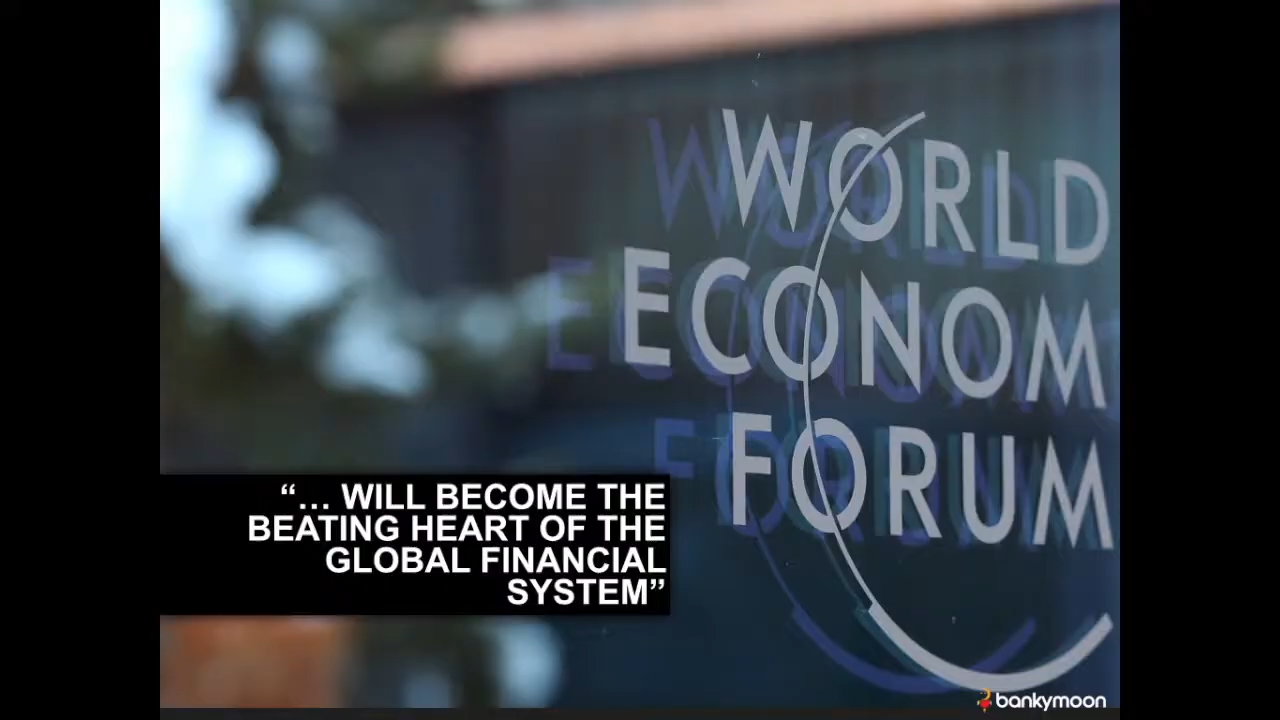 WORLD
ECONOM
FORUM
“... WILL BECOME THE
BEATING HEART OF THE
GLOBAL FINANCIAL
SYSTEM”
bankymoon